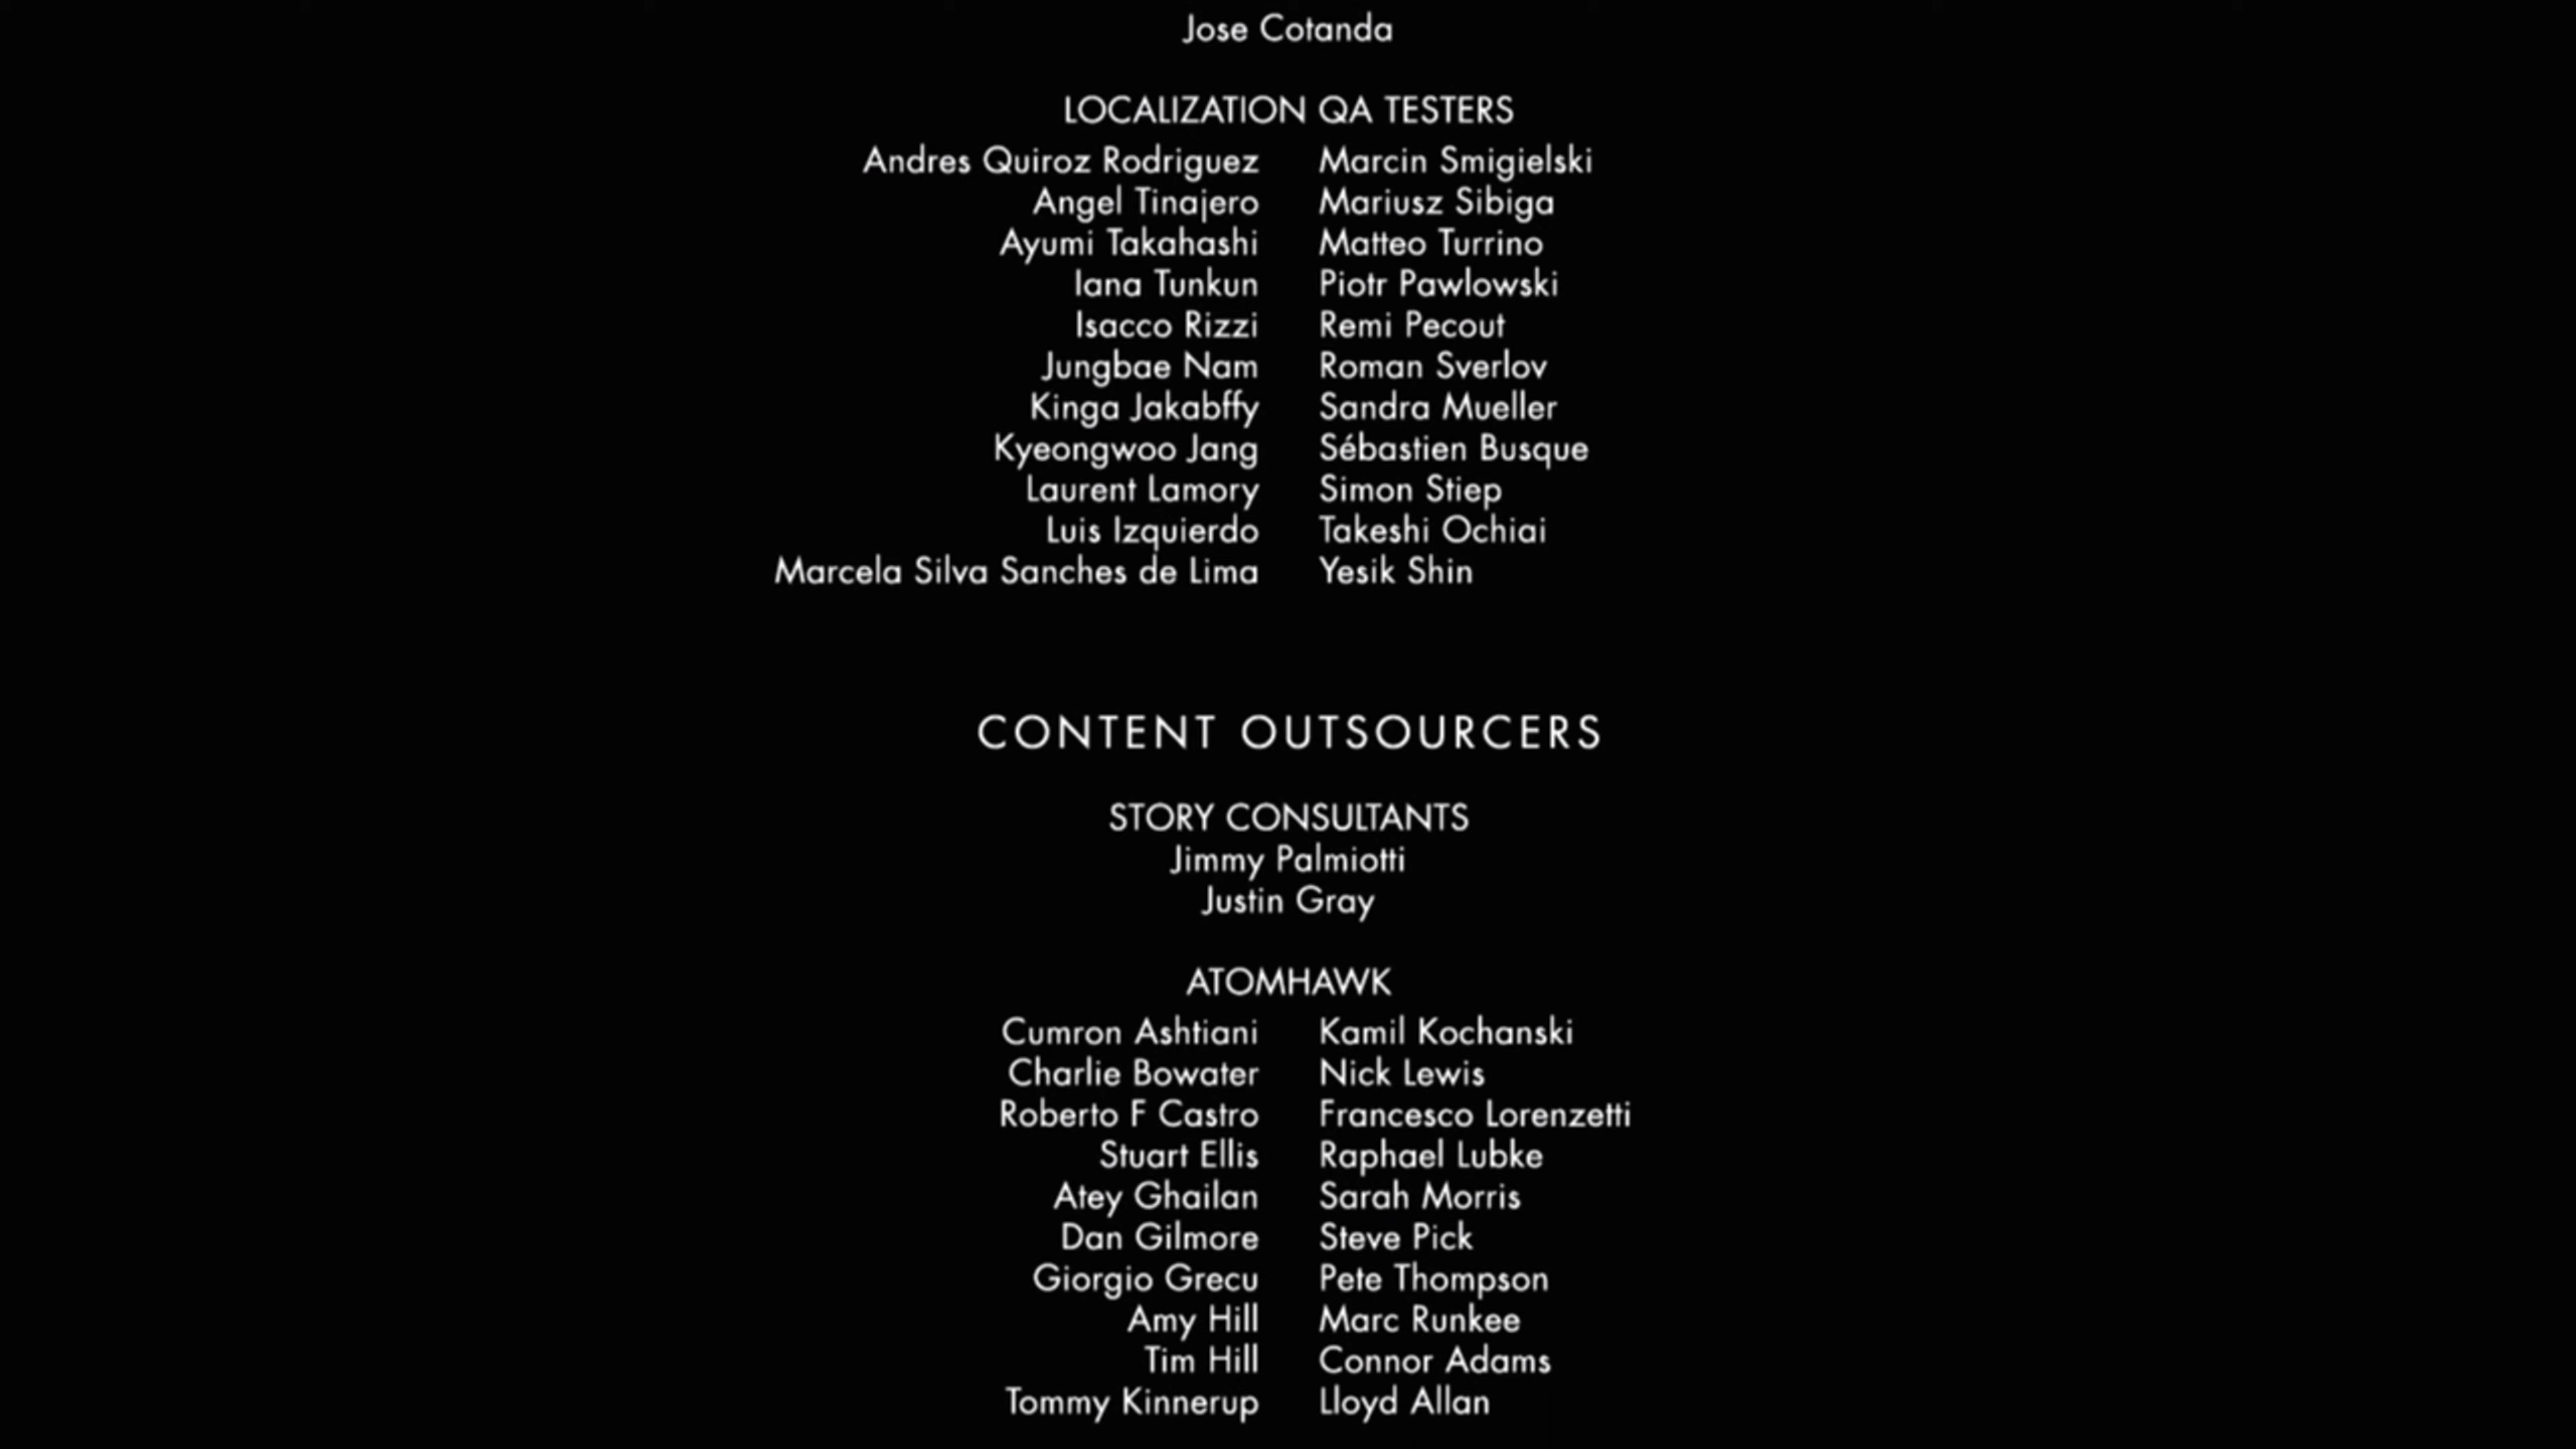 Jose Cotanda
LOCALIZATION QA TESTERS
Andres Quiroz Rodriguez Marcin Smigielski
Angel Tinajero Mariusz Sibiga
Ayumi Takahashi Matteo Turrino
Iana Tunkun Piotr Pawlowski
Isacco Rizzi Remi Pecout
Jungbae Nam Roman Sverlov
Kinga Jakabffy Sandra Mueller
Kyeongwoo Jang Sébastien Busque
Laurent Lamory Simon Stiep
Luis Izquierdo Takeshi Ochiai
Marcela Silva Sanches de Lima Yesik Shin
CONTENT OUTSOURCERS
STORY CONSULTANTS
Jimmy Palmiotti
Justin Gray
ATOMHAWK
Cumron Ashtiani Kamil Kochanski
Charlie Bowater Nick Lewis
Roberto F Castro Francesco Lorenzetti
Stuart Ellis Raphael Lubke
Atey Ghailan Sarah Morris
Dan Gilmore Steve Pick
Giorgio Grecu Pete Thompson
Amy Hill Marc Runkee
Tim Hill Connor Adams
Tommy Kinnerup Lloyd Allan